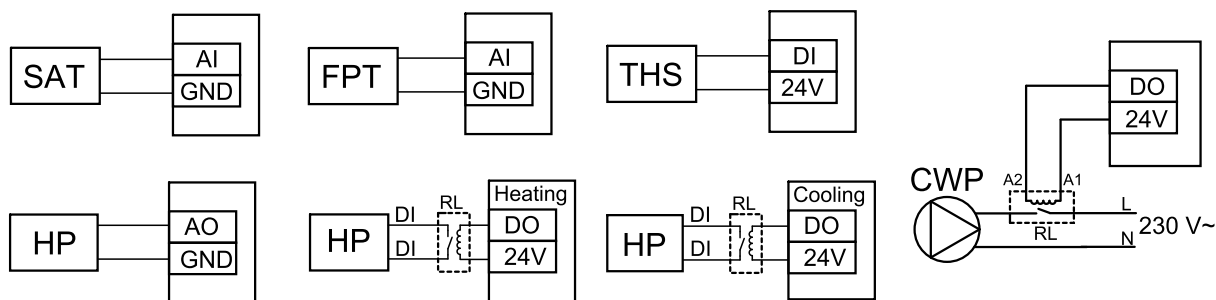 SAT
AI
GND
FPT
AI
GND
THS
DI
24V
DO
24V
CWP
A2
A1
RL
L
N
230 V~
HP
AO
GND
HP
DI
DI
RL
Heating
DO
24V
HP
DI
DI
RL
Cooling
DO
24V